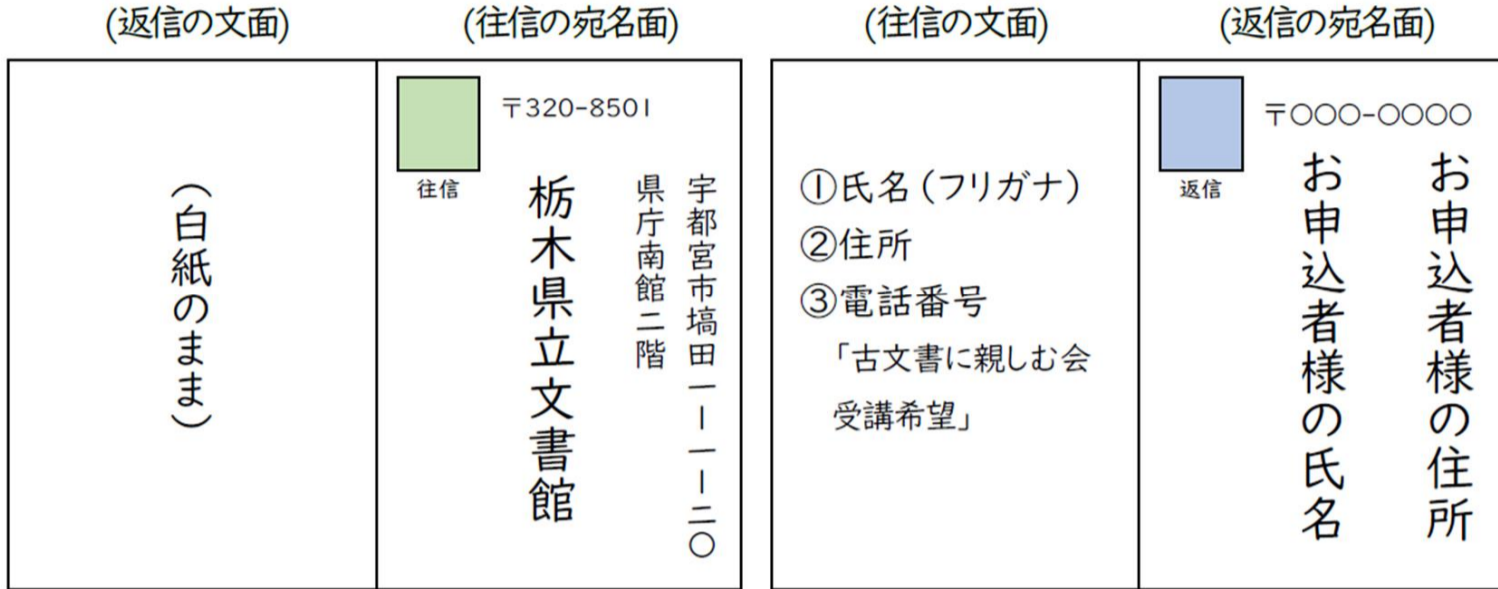 (返信の文面)
(往信の宛名面)
(往信の文面)
(返信の宛名面)
(白紙のまま)
往信
〒320-8501
宇都宮市塙田一ー一ー二〇
県庁南館二階
栃木県立文書館
①氏名(フリガナ)
②住所
③電話番号
「古文書に親しむ会
受講希望」
返信
〒○○○-○○○○
お申込者様の住所
お申込者様の氏名